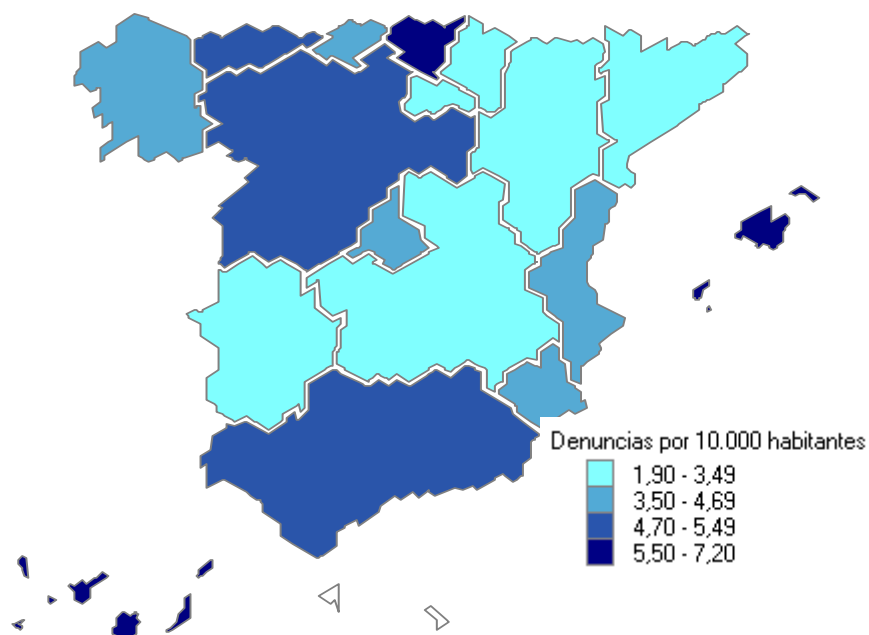 Denuncias por 10.000 habitantes
1,90 - 3,49
3,50 - 4,69
4,70 - 5,49
5,50 - 7,20